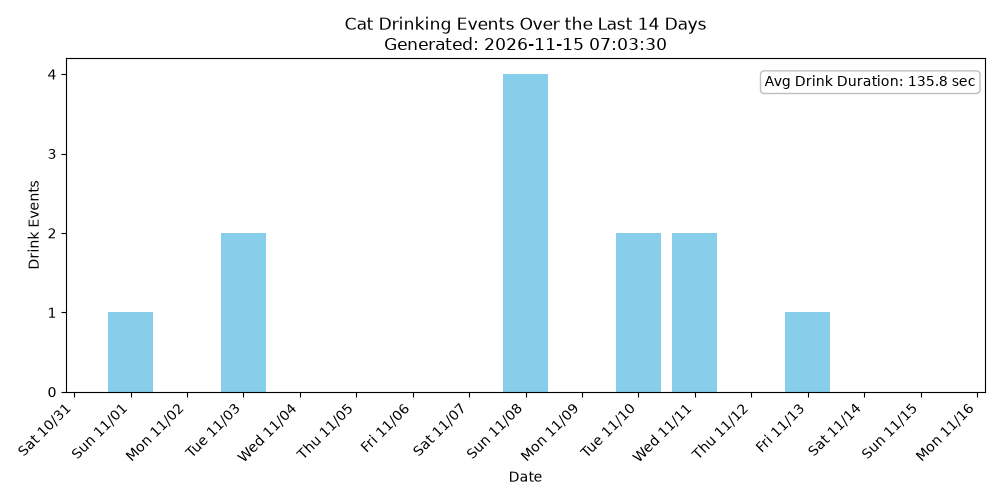 Cat Drinking Events Over the Last 14 Days
Generated: 2026-11-15 07:03:30
Avg Drink Duration: 135.8 sec
Drink Events
4
3
2
1
0
Sat 10/31
Sun 11/01
Mon 11/02
Tue 11/03
Wed 11/04
Thu 11/05
Fri 11/06
Sat 11/07
Sun 11/08
Mon 11/09
Tue 11/10
Wed 11/11
Thu 11/12
Fri 11/13
Sat 11/14
Sun 11/15
Mon 11/16
Date